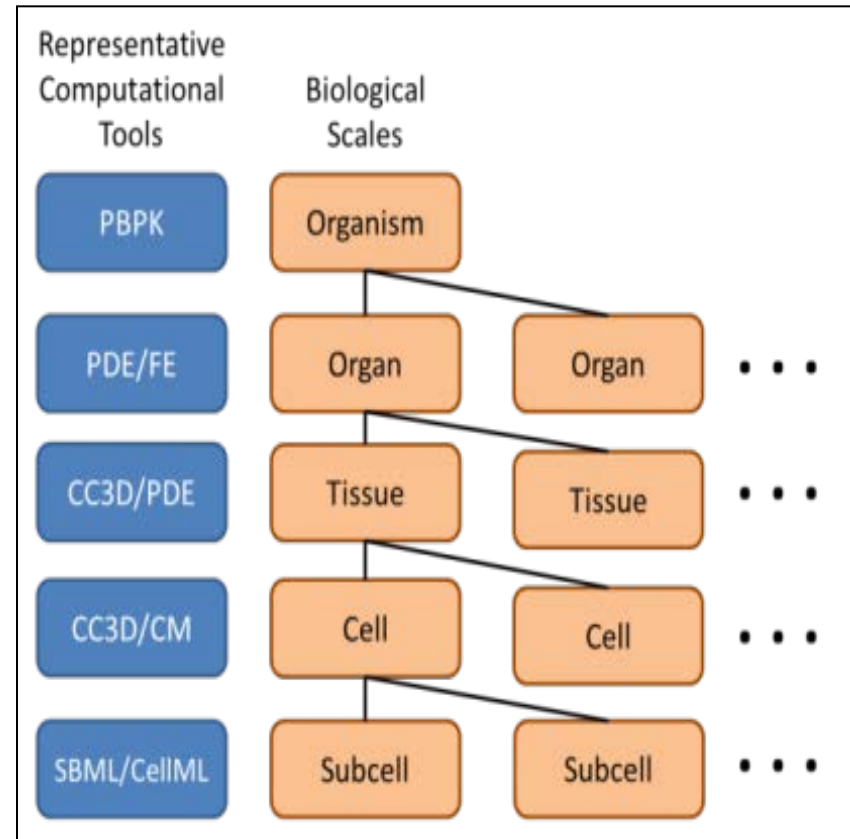 Representative
Computational
Tools
Biological
Scales
PBPK
Organism
PDE/FE
Organ
Organ
CC3D/PDE
Tissue
Tissue
CC3D/CM
Cell
Cell
SBML/CellML
Subcell
Subcell